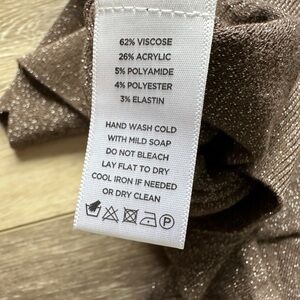 62% VISCOSE
26% ACRYLIC
5% POLYAMIDE
4% POLYESTER
3% ELASTIN
HAND WASH COLD
WITH MILD SOAP
DO NOT BLEACH
LAY FLAT TO DRY
COOL IRON IF NEEDED
OR DRY CLEAN
P